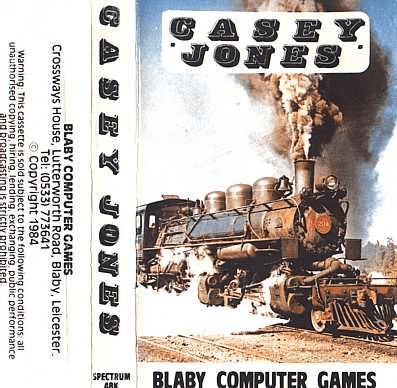 CASEY
'JONES'
BLABY COMPUTER GAMES
CASEY JONES
SPECTRUM
48K
BLABY COMPUTER GAMES
Crossways House, Lutterworth Road, Blaby, Leicester.
Tel: (0533) 773641
© Copyright 1984
Warning: This cassette is sold subject to the following conditions: all
unauthorised copying, hiring, lending, exchanging, public performance
and broadcasting is strictly prohibited.